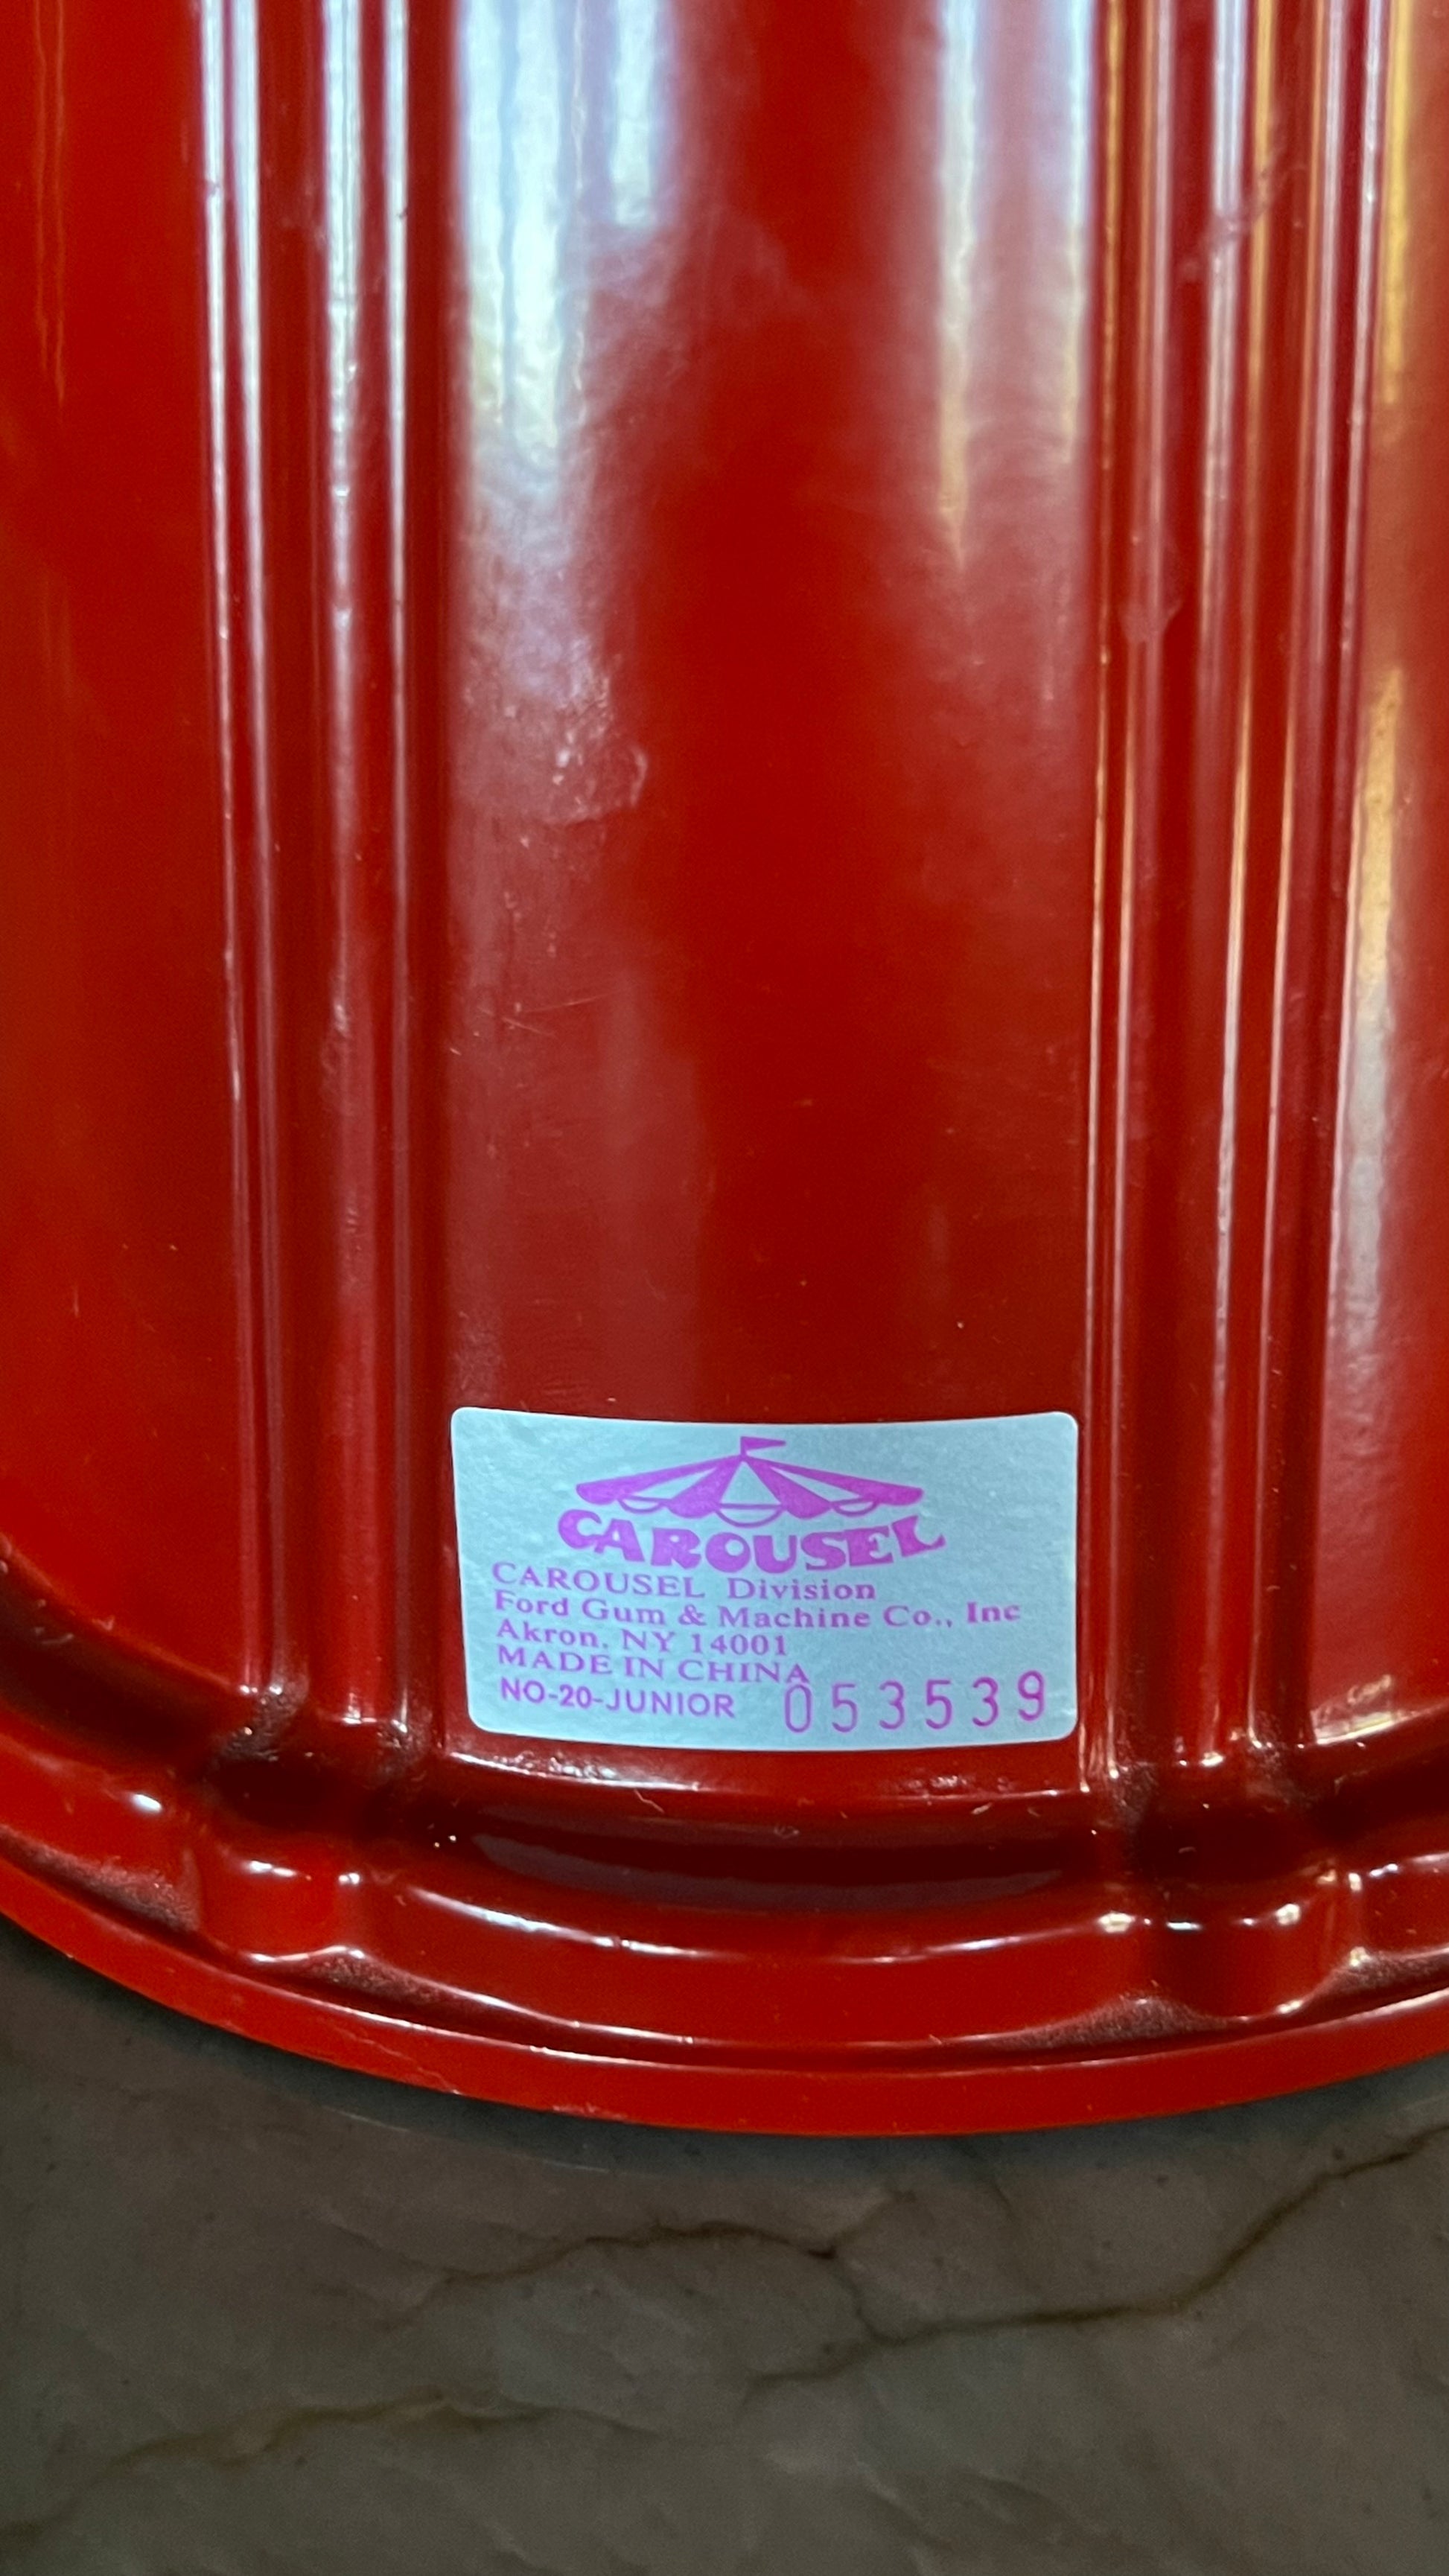 CAROUSEL
CAROUSEL Division
Ford Gum & Machine Co., Inc
Akron, NY 14001
MADE IN CHINA
NO-20-JUNIOR 053539